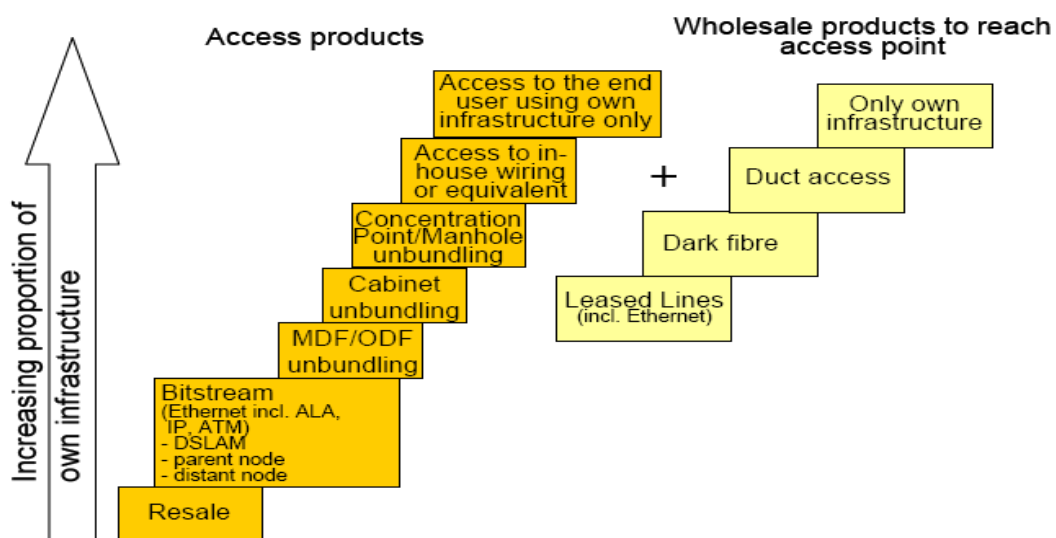 Access products
Wholesale products to reach
access point
Increasing proportion of
own infrastructure
Access to the end
user using own
infrastructure only
Access to in-
house wiring
or equivalent
Concentration
Point/Manhole
unbundling
Cabinet
unbundling
MDF/ODF
unbundling
Bitstream
(Ethernet incl. ALA,
IP, ATM)
- DSLAM
- parent node
- distant node
Resale
+
Only own
infrastructure
Duct access
Dark fibre
Leased Lines
(incl. Ethernet)